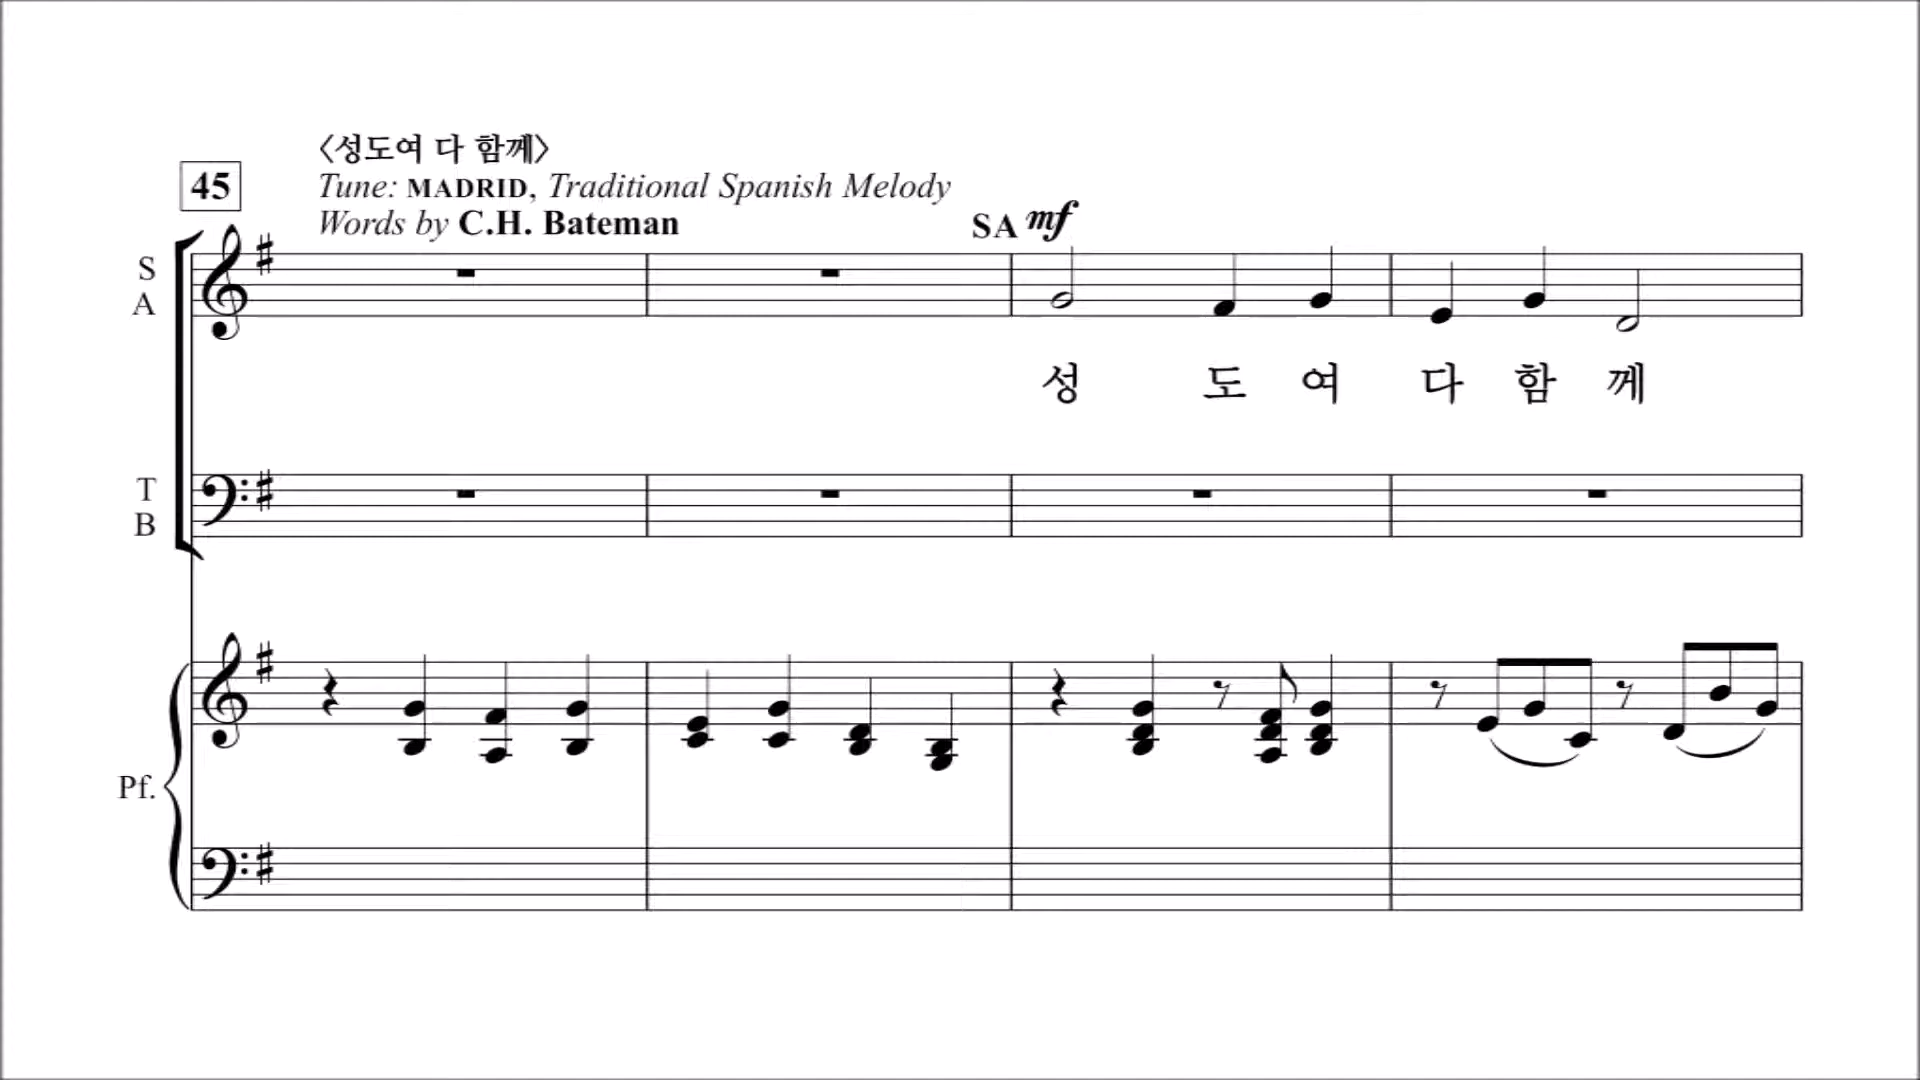 〈성도여 다 함께〉
45
Tune: MADRID, Traditional Spanish Melody
Words by C.H. Bateman
SA mf
S
A
성 도 여 다 함 께
T
B
Pf.